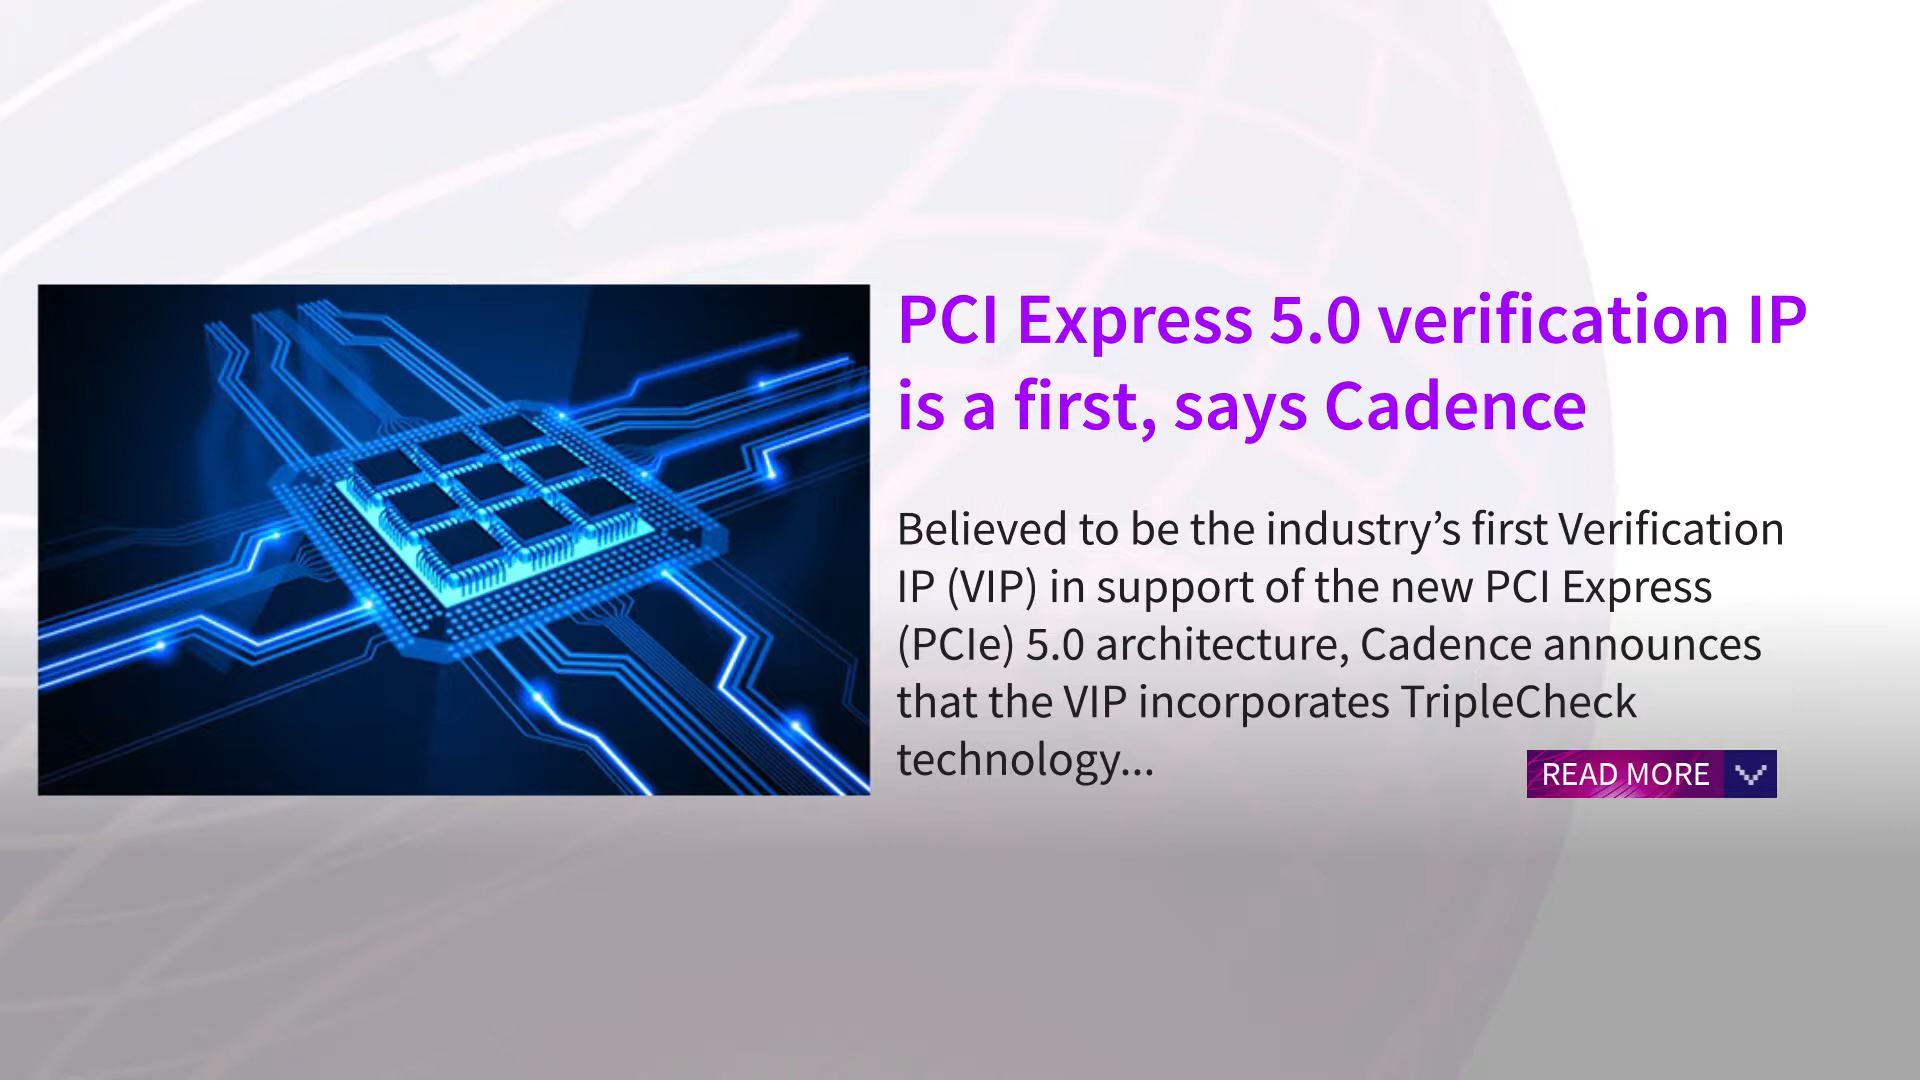 PCI Express 5.0 verification IP
is a first, says Cadence
Believed to be the industry’s first Verification
IP (VIP) in support of the new PCI Express
(PCIe) 5.0 architecture, Cadence announces
that the VIP incorporates TripleCheck
technology...
READ MORE